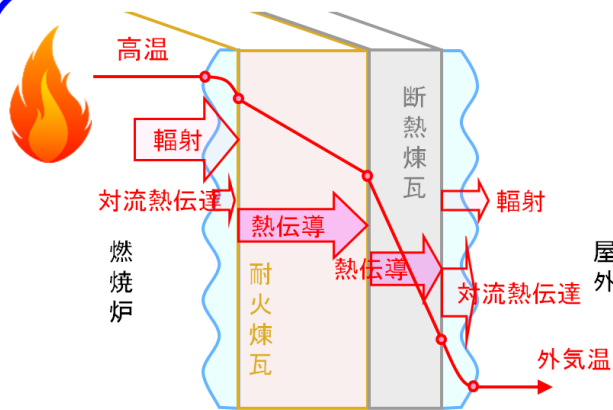 高温
断熱煉瓦
輻射
対流熱伝達
輻射
熱伝導
燃焼炉
耐火煉瓦
熱伝導
屋外
対流熱伝達
外気温